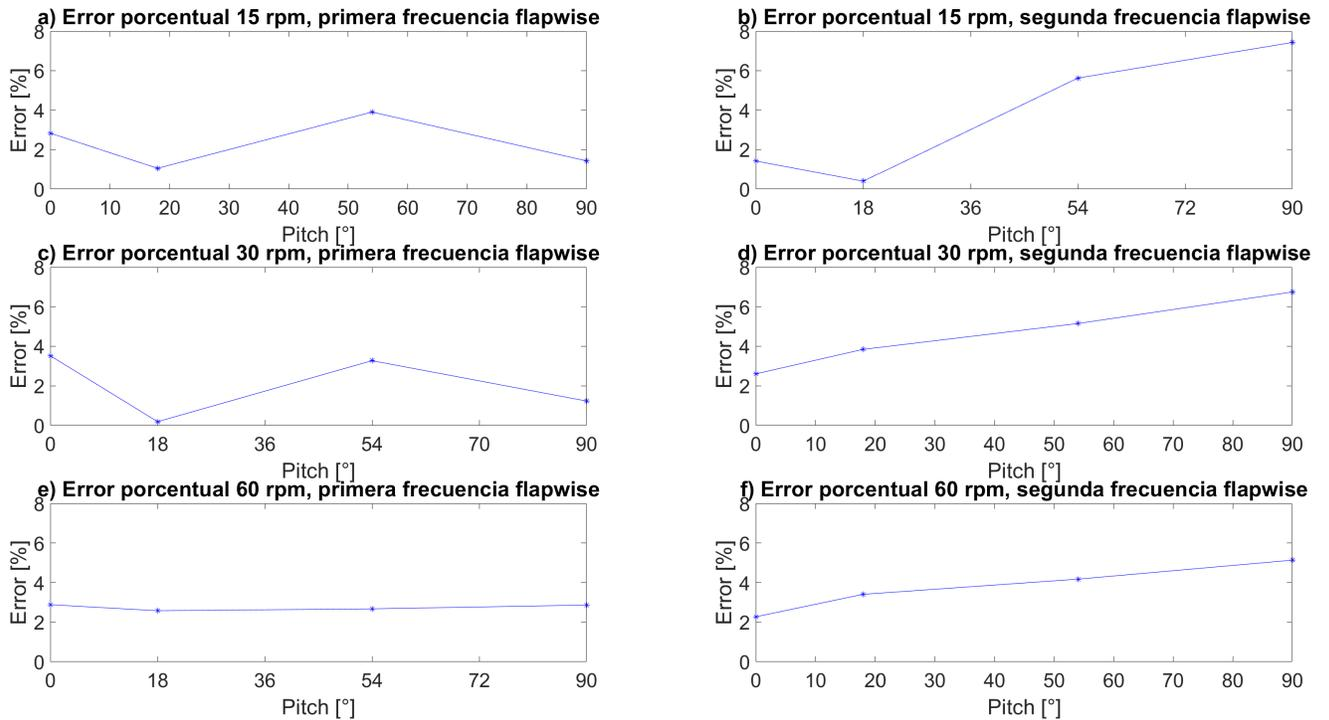 a) Error porcentual 15 rpm, primera frecuencia flapwise
8
6
4
2
0
Error [%]
0 10 20 30 40 50 60 70 80 90
Pitch [°]
b) Error porcentual 15 rpm, segunda frecuencia flapwise
8
6
4
2
0
Error [%]
0 18 36 54 72 90
Pitch [°]
c) Error porcentual 30 rpm, primera frecuencia flapwise
8
6
4
2
0
Error [%]
0 18 36 54 70 90
Pitch [°]
d) Error porcentual 30 rpm, segunda frecuencia flapwise
8
6
4
2
0
Error [%]
0 10 20 30 40 50 60 70 80 90
Pitch [°]
e) Error porcentual 60 rpm, primera frecuencia flapwise
8
6
4
2
0
Error [%]
0 18 36 54 72 90
Pitch [°]
f) Error porcentual 60 rpm, segunda frecuencia flapwise
8
6
4
2
0
Error [%]
0 10 20 30 40 50 60 70 80 90
Pitch [°]